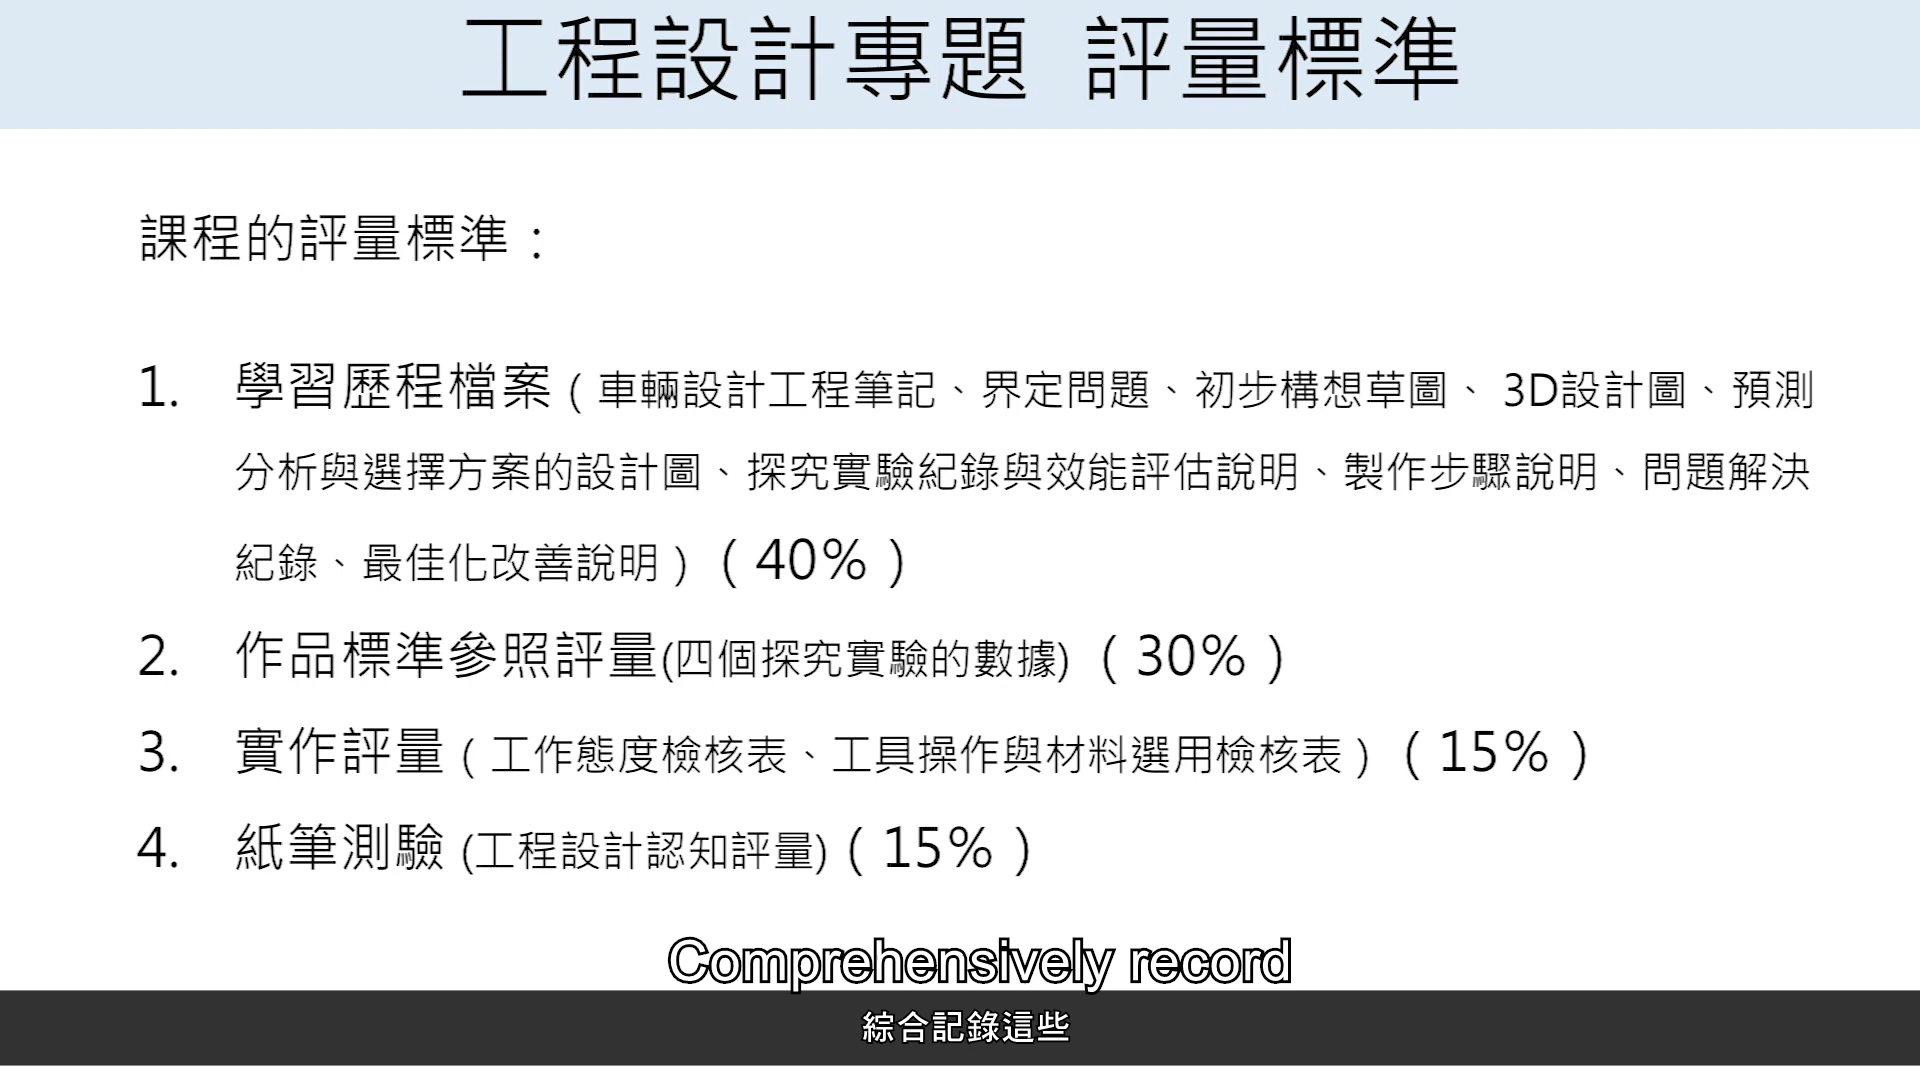 工程設計專題 評量標準
課程的評量標準：
1. 學習歷程檔案（車輛設計工程筆記、界定問題、初步構想草圖、3D設計圖、預測
分析與選擇方案的設計圖、探究實驗紀錄與效能評估說明、製作步驟說明、問題解決
紀錄、最佳化改善說明）（40%）
2. 作品標準參照評量(四個探究實驗的數據)（30%）
3. 實作評量（工作態度檢核表、工具操作與材料選用檢核表）（15%）
4. 紙筆測驗 (工程設計認知評量)（15%）
Comprehensively record
綜合記錄這些